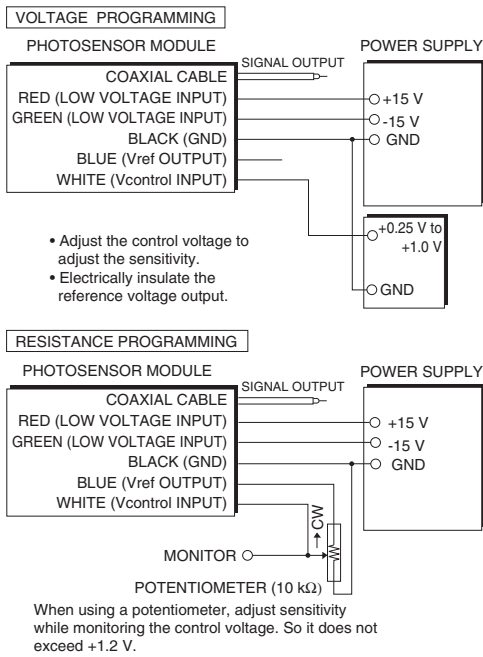 VOLTAGE PROGRAMMING
PHOTOSENSOR MODULE
POWER SUPPLY
SIGNAL OUTPUT
COAXIAL CABLE
RED (LOW VOLTAGE INPUT)
+15 V
GREEN (LOW VOLTAGE INPUT)
-15 V
BLACK (GND)
GND
BLUE (Vref OUTPUT)
WHITE (Vcontrol INPUT)
+0.25 V to
+1.0 V
GND
• Adjust the control voltage to
adjust the sensitivity.
• Electrically insulate the
reference voltage output.
RESISTANCE PROGRAMMING
PHOTOSENSOR MODULE
POWER SUPPLY
SIGNAL OUTPUT
COAXIAL CABLE
RED (LOW VOLTAGE INPUT)
+15 V
GREEN (LOW VOLTAGE INPUT)
-15 V
BLACK (GND)
GND
BLUE (Vref OUTPUT)
WHITE (Vcontrol INPUT)
CW
MONITOR
POTENTIOMETER (10 kΩ)
When using a potentiometer, adjust sensitivity
while monitoring the control voltage. So it does not
exceed +1.2 V.